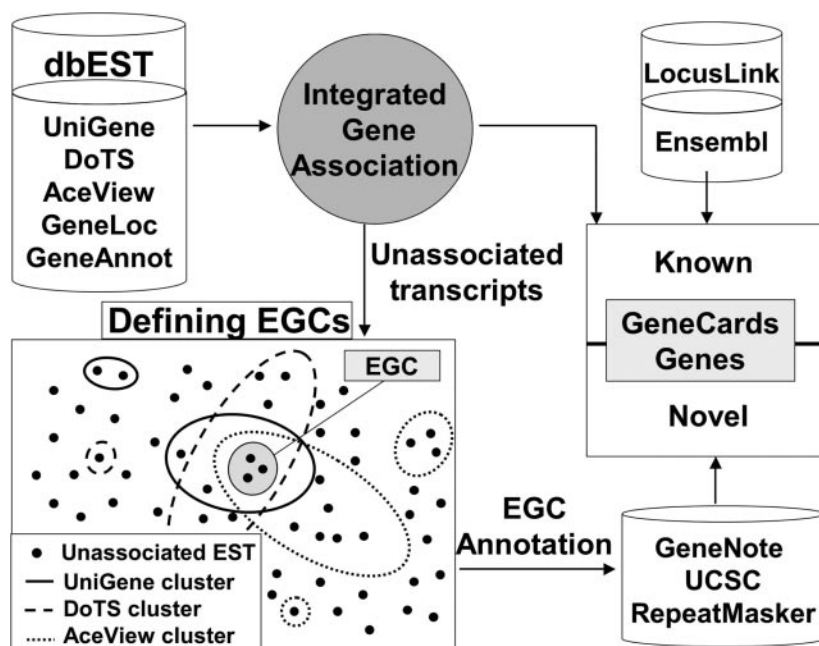 dbEST
UniGene
DoTS
AceView
GeneLoc
GeneAnnot
Integrated
Gene
Association
LocusLink
Ensembl
Unassociated
transcripts
Known
GeneCards
Genes
Novel
Defining EGCs
EGC
Unassociated EST
UniGene cluster
DoTS cluster
AceView cluster
EGC
Annotation
GeneNote
UCSC
RepeatMasker